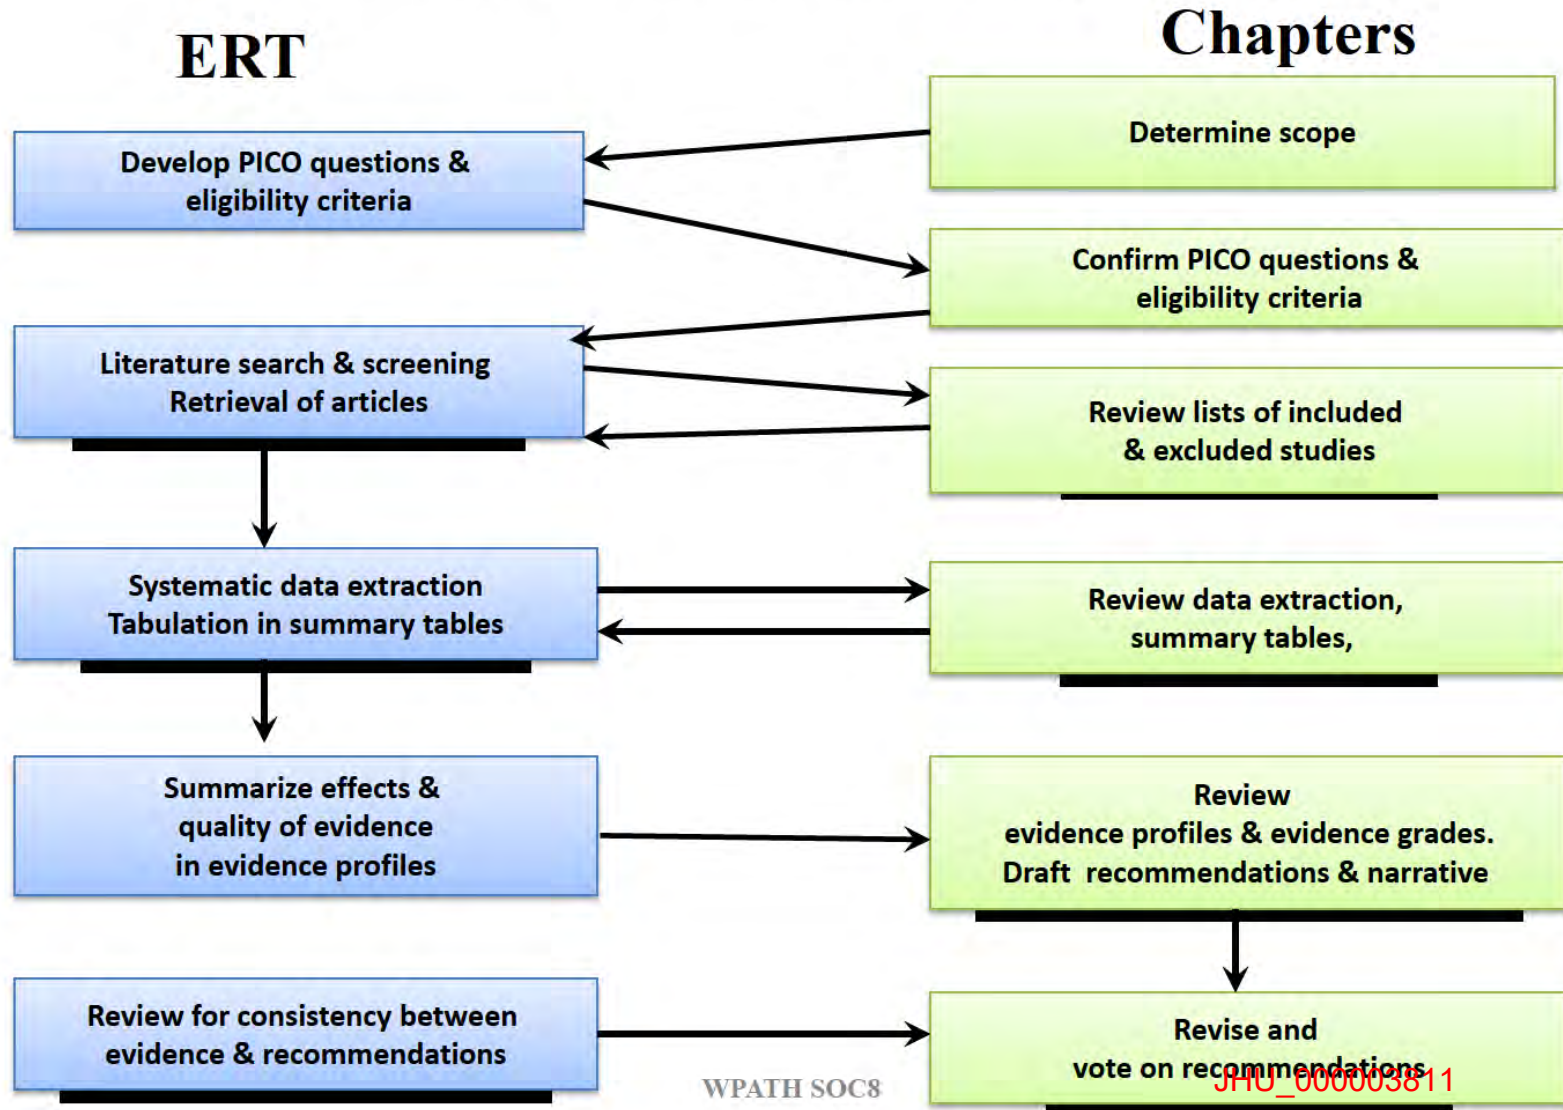 ERT
Chapters
Determine scope
Develop PICO questions &
eligibility criteria
Confirm PICO questions &
eligibility criteria
Literature search & screening
Retrieval of articles
Review lists of included
& excluded studies
Systematic data extraction
Tabulation in summary tables
Review data extraction,
summary tables,
Summarize effects &
quality of evidence
in evidence profiles
Review
evidence profiles & evidence grades.
Draft recommendations & narrative
Review for consistency between
evidence & recommendations
Revise and
vote on recommendations
WPATH SOC8
JHU_000003811